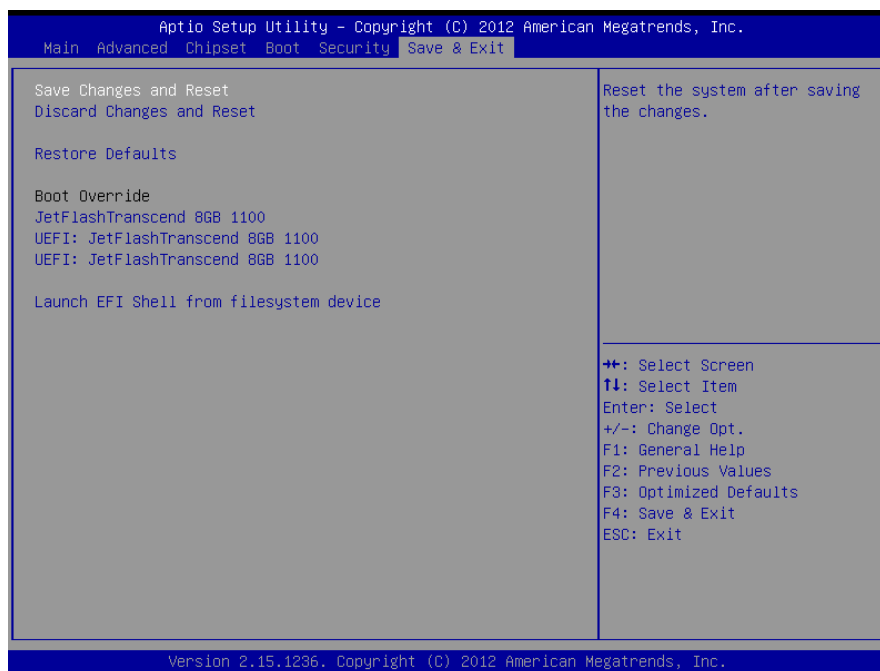 Aptio Setup Utility – Copyright (C) 2012 American Megatrends, Inc.
Main Advanced Chipset Boot Security Save & Exit
Save Changes and Reset
Discard Changes and Reset
Restore Defaults
Boot Override
JetFlashTranscend 8GB 1100
UEFI: JetFlashTranscend 8GB 1100
UEFI: JetFlashTranscend 8GB 1100
Launch EFI Shell from filesystem device
Reset the system after saving
the changes.
→←: Select Screen
↑↓: Select Item
Enter: Select
+/-: Change Opt.
F1: General Help
F2: Previous Values
F3: Optimized Defaults
F4: Save & Exit
ESC: Exit
Version 2.15.1236. Copyright (C) 2012 American Megatrends, Inc.